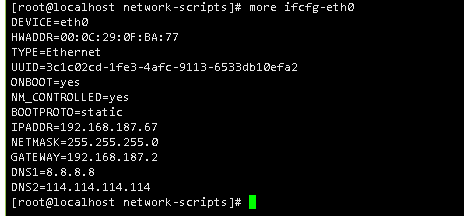 [root@localhost network-scripts]# more ifcfg-eth0
DEVICE=eth0
HWADDR=00:0C:29:0F:BA:77
TYPE=Ethernet
UUID=3c1c02cd-1fe3-4afc-9113-6533db10efa2
ONBOOT=yes
NM_CONTROLLED=yes
BOOTPROTO=static
IPADDR=192.168.187.67
NETMASK=255.255.255.0
GATEWAY=192.168.187.2
DNS1=8.8.8.8
DNS2=114.114.114.114
[root@localhost network-scripts]#